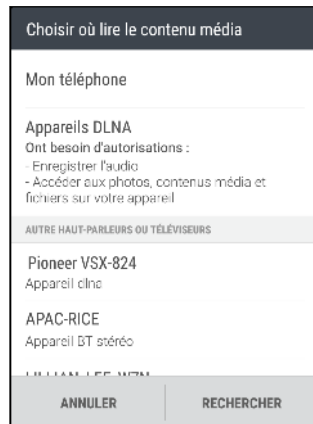 Choisir où lire le contenu média
Mon téléphone
Appareils DLNA
Ont besoin d'autorisations :
- Enregistrer l'audio
- Accéder aux photos, contenus média et
fichiers sur votre appareil
AUTRE HAUT-PARLEURS OU TÉLÉVISEURS
Pioneer VSX-824
Appareil dlna
APAC-RICE
Appareil BT stéréo
ANNULER
RECHERCHER